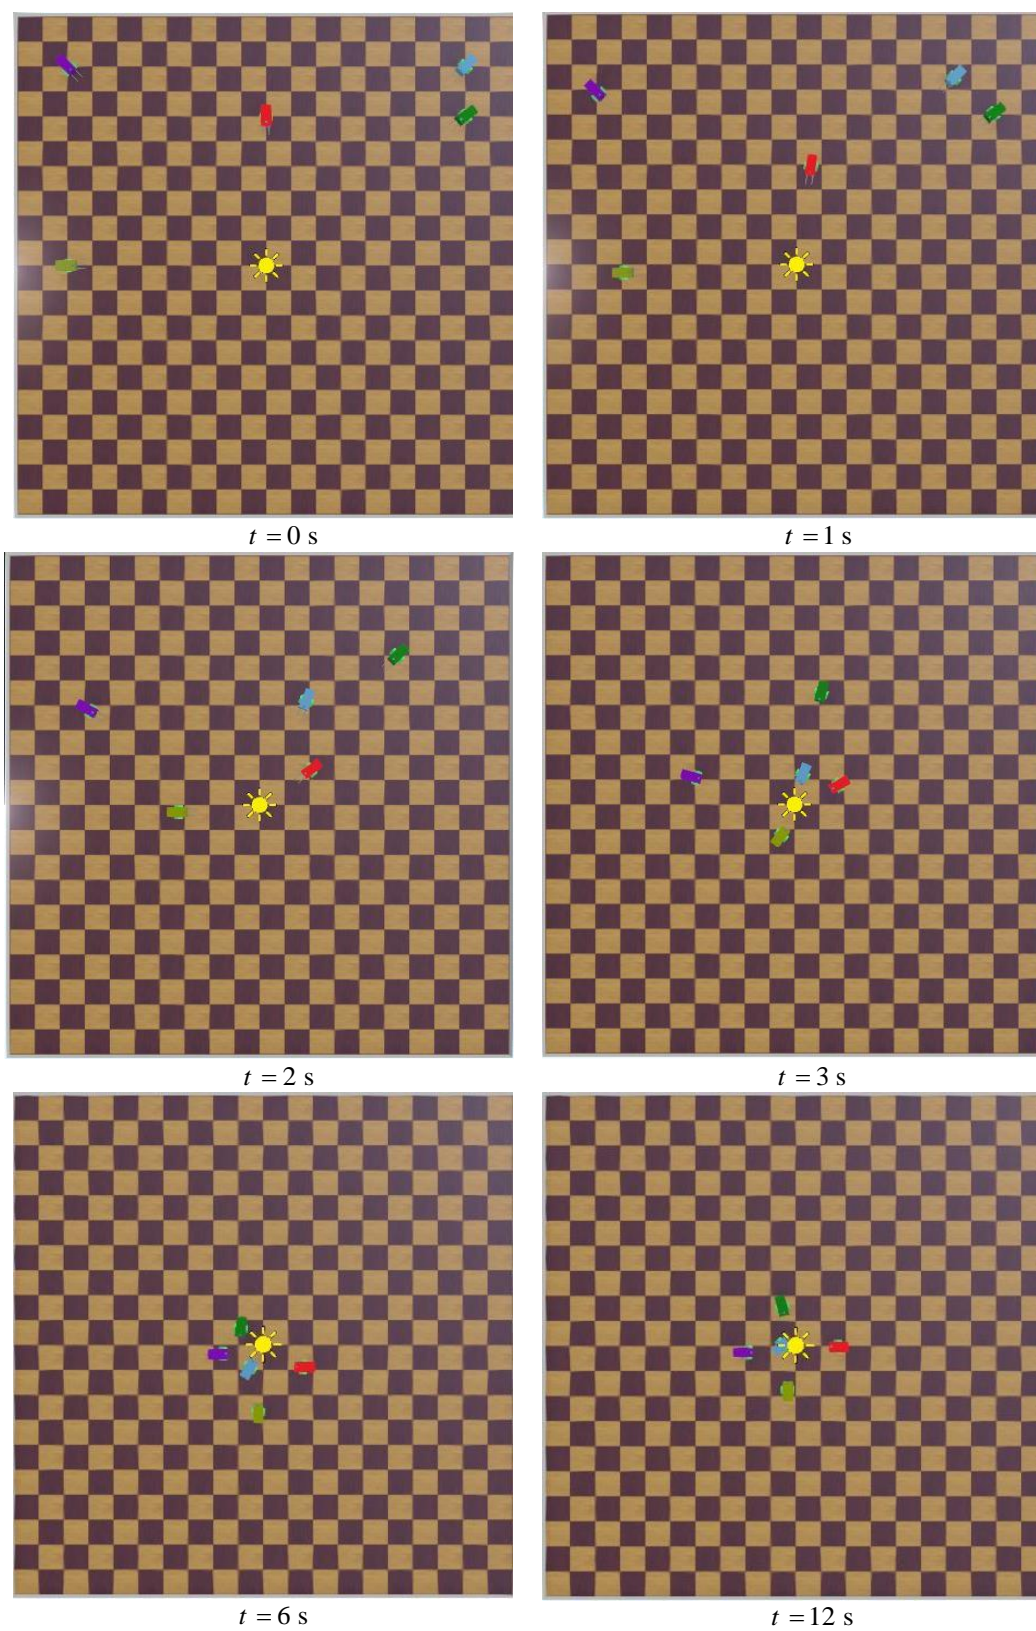 t = 0 s
t = 1 s
t = 2 s
t = 3 s
t = 6 s
t = 12 s